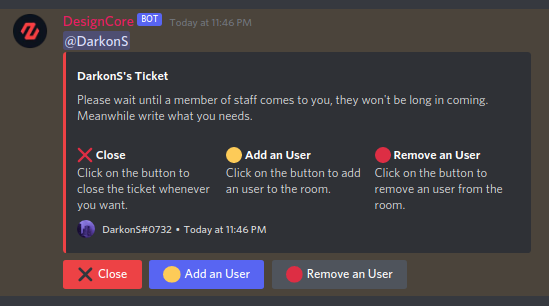 DesignCore BOT Today at 11:46 PM
@DarkonS
DarkonS's Ticket
Please wait until a member of staff comes to you, they won't be long in coming.
Meanwhile write what you needs.
Close
Click on the button to
close the ticket whenever
you want.
Add an User
Click on the button to add
an user to the room.
Remove an User
Click on the button to
remove an user from the
room.
DarkonS#0732 • Today at 11:46 PM
Close
Add an User
Remove an User